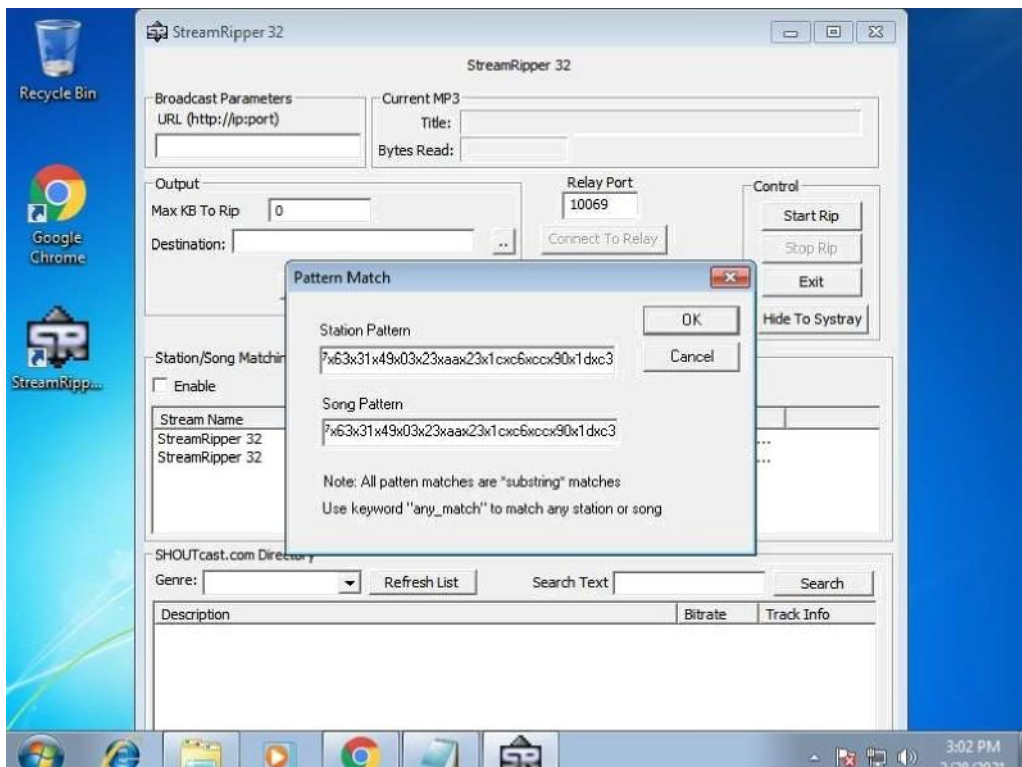 StreamRipper 32
StreamRipper 32
Recycle Bin
Broadcast Parameters
URL (http://ip:port)
Current MP3
Title:
Bytes Read:
Output
Max KB To Rip 0
Destination:
..
Relay Port
10069
Connect To Relay
Control
Start Rip
Stop Rip
Exit
Hide To Systray
Google
Chrome
StreamRipp...
Pattern Match
Station Pattern
7x63x31x49x03x23xaax23x1cxc6xccx90x1dxc3
Song Pattern
7x63x31x49x03x23xaax23x1cxc6xccx90x1dxc3
Note: All patten matches are "substring" matches
Use keyword "any_match" to match any station or song
OK
Cancel
Station/Song Matchin
Enable
Stream Name
StreamRipper 32
StreamRipper 32
...
...
SHOUTcast.com Directory
Genre:
Refresh List
Search Text
Search
Description
Bitrate
Track Info
3:02 PM